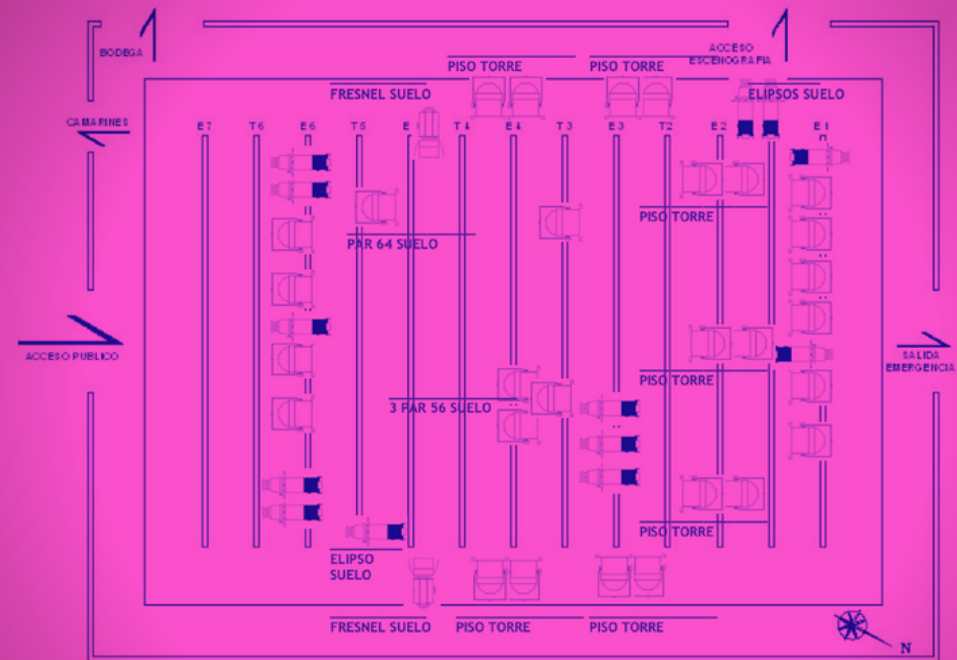 BODEGA
ACCESO
ESCENOGRAFIA
PISO TORRE
PISO TORRE
FRESNEL SUELO
ELIPSOS SUELO
CAMARINES
E7
T6
E6
T5
T4
E4
T3
E3
T2
E2
E1
PISO TORRE
PAR 64 SUELO
ACCESO PUBLICO
SALIDA
EMERGENCIA
PISO TORRE
3 PAR 56 SUELO
PISO TORRE
ELIPSO
SUELO
FRESNEL SUELO
PISO TORRE
PISO TORRE
N